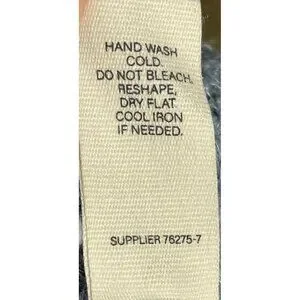 HAND WASH
COLD.
DO NOT BLEACH.
RESHAPE,
DRY FLAT
COOL IRON
IF NEEDED.
SUPPLIER 76275-7